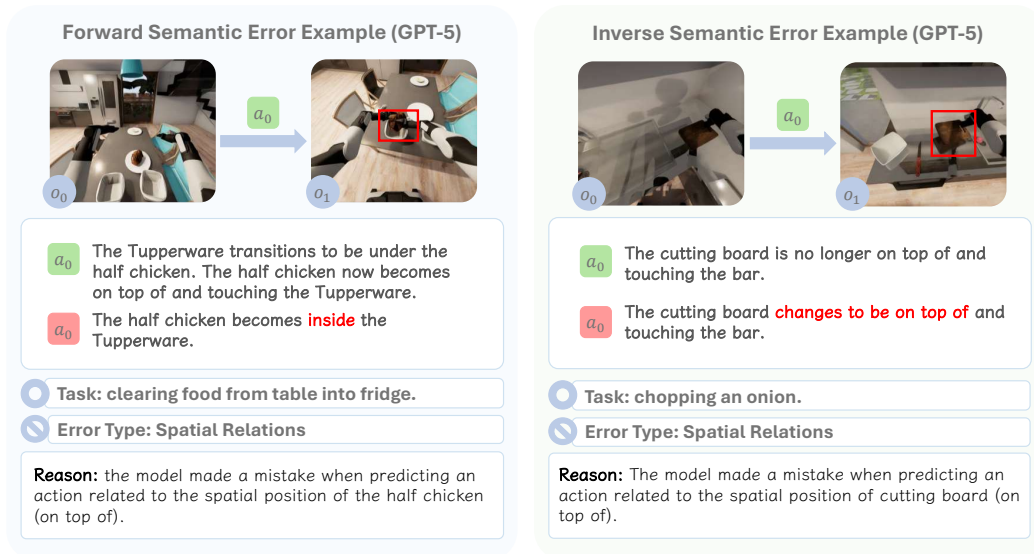 Forward Semantic Error Example (GPT-5)
a₀
o₀
o₁
a₀
The Tupperware transitions to be under the
half chicken. The half chicken now becomes
on top of and touching the Tupperware.
a₀
The half chicken becomes inside the
Tupperware.
Task: clearing food from table into fridge.
Error Type: Spatial Relations
Reason: the model made a mistake when predicting an
action related to the spatial position of the half chicken
(on top of).
Inverse Semantic Error Example (GPT-5)
a₀
o₀
o₁
a₀
The cutting board is no longer on top of and
touching the bar.
a₀
The cutting board changes to be on top of and
touching the bar.
Task: chopping an onion.
Error Type: Spatial Relations
Reason: The model made a mistake when predicting an
action related to the spatial position of cutting board (on
top of).